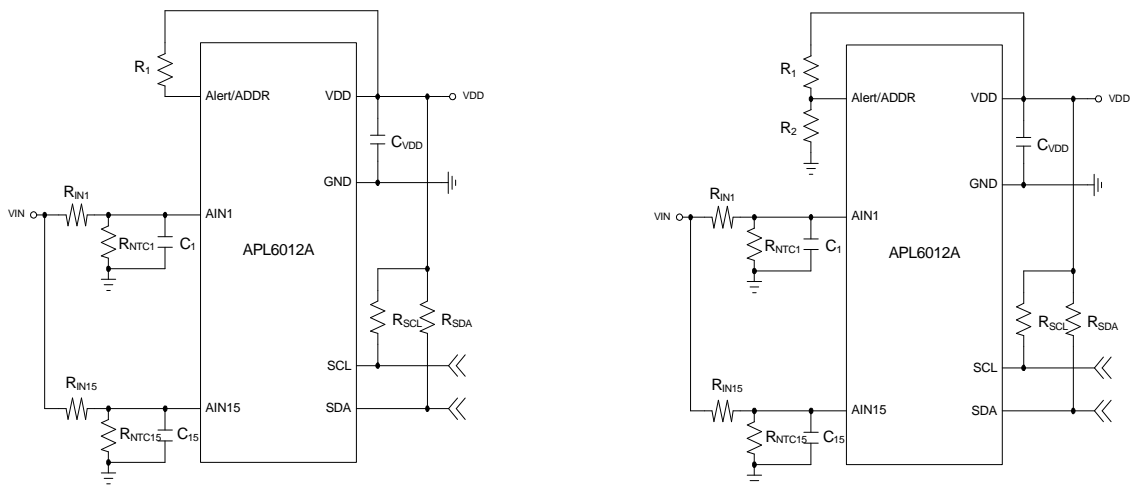 R1
Alert/ADDR
VDD
VDD
CVDD
GND
RIN1
VIN
AIN1
RNTC1
C1
APL6012A
RSCL
RSDA
SCL
RIN15
AIN15
SDA
RNTC15
C15
R1
Alert/ADDR
VDD
VDD
R2
CVDD
GND
RIN1
VIN
AIN1
RNTC1
C1
APL6012A
RSCL
RSDA
SCL
RIN15
AIN15
SDA
RNTC15
C15